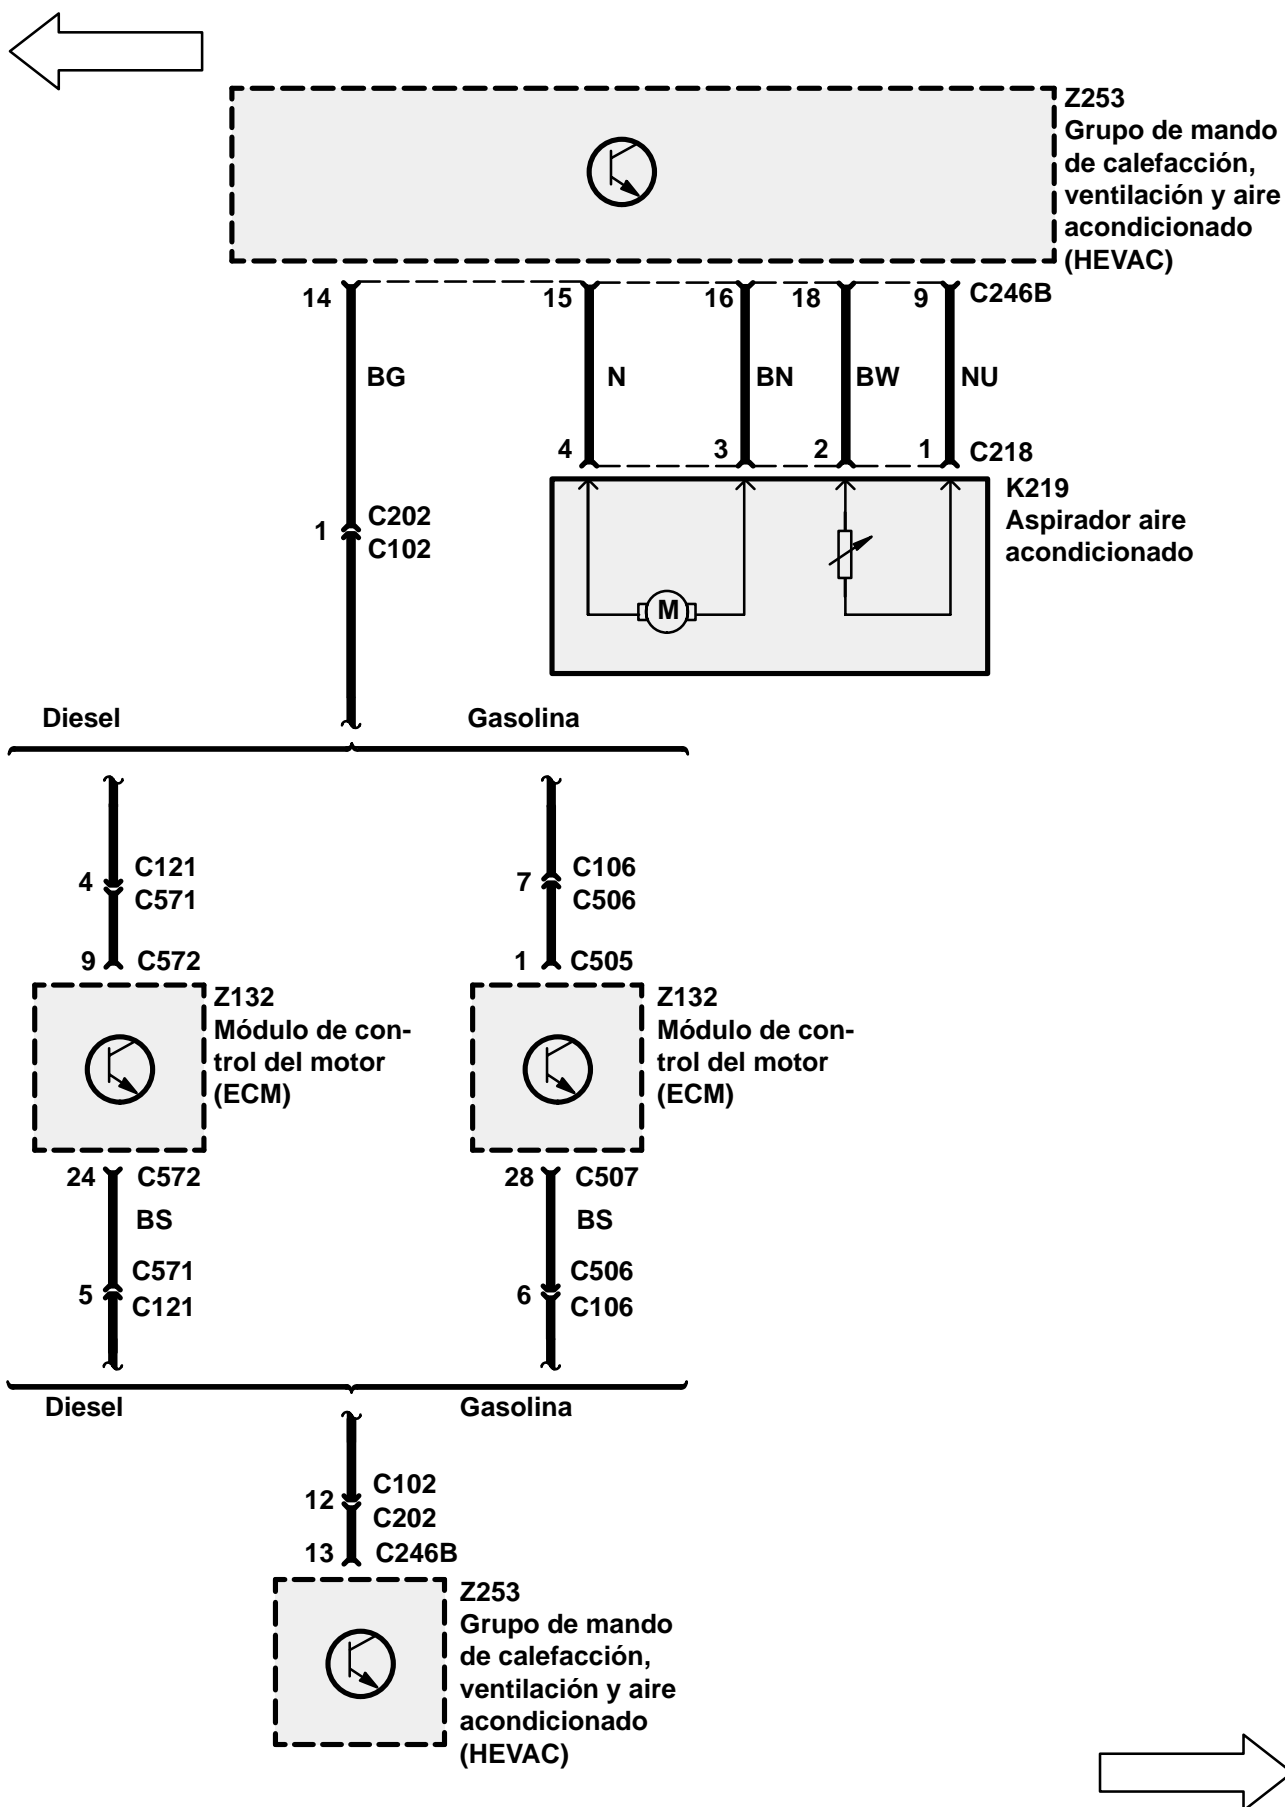 Z253
Grupo de mando
de calefacción,
ventilación y aire
acondicionado
(HEVAC)
14 15 16 18 9 C246B
BG N BN BW NU
4 3 2 1 C218
K219
Aspirador aire
acondicionado
1 C202
C102
M
Diesel Gasolina
4 C121
C571
7 C106
C506
9 C572
1 C505
Z132
Módulo de con-
trol del motor
(ECM)
Z132
Módulo de con-
trol del motor
(ECM)
24 C572
BS
28 C507
BS
5 C571
C121
6 C506
C106
Diesel Gasolina
12 C102
C202
13 C246B
Z253
Grupo de mando
de calefacción,
ventilación y aire
acondicionado
(HEVAC)